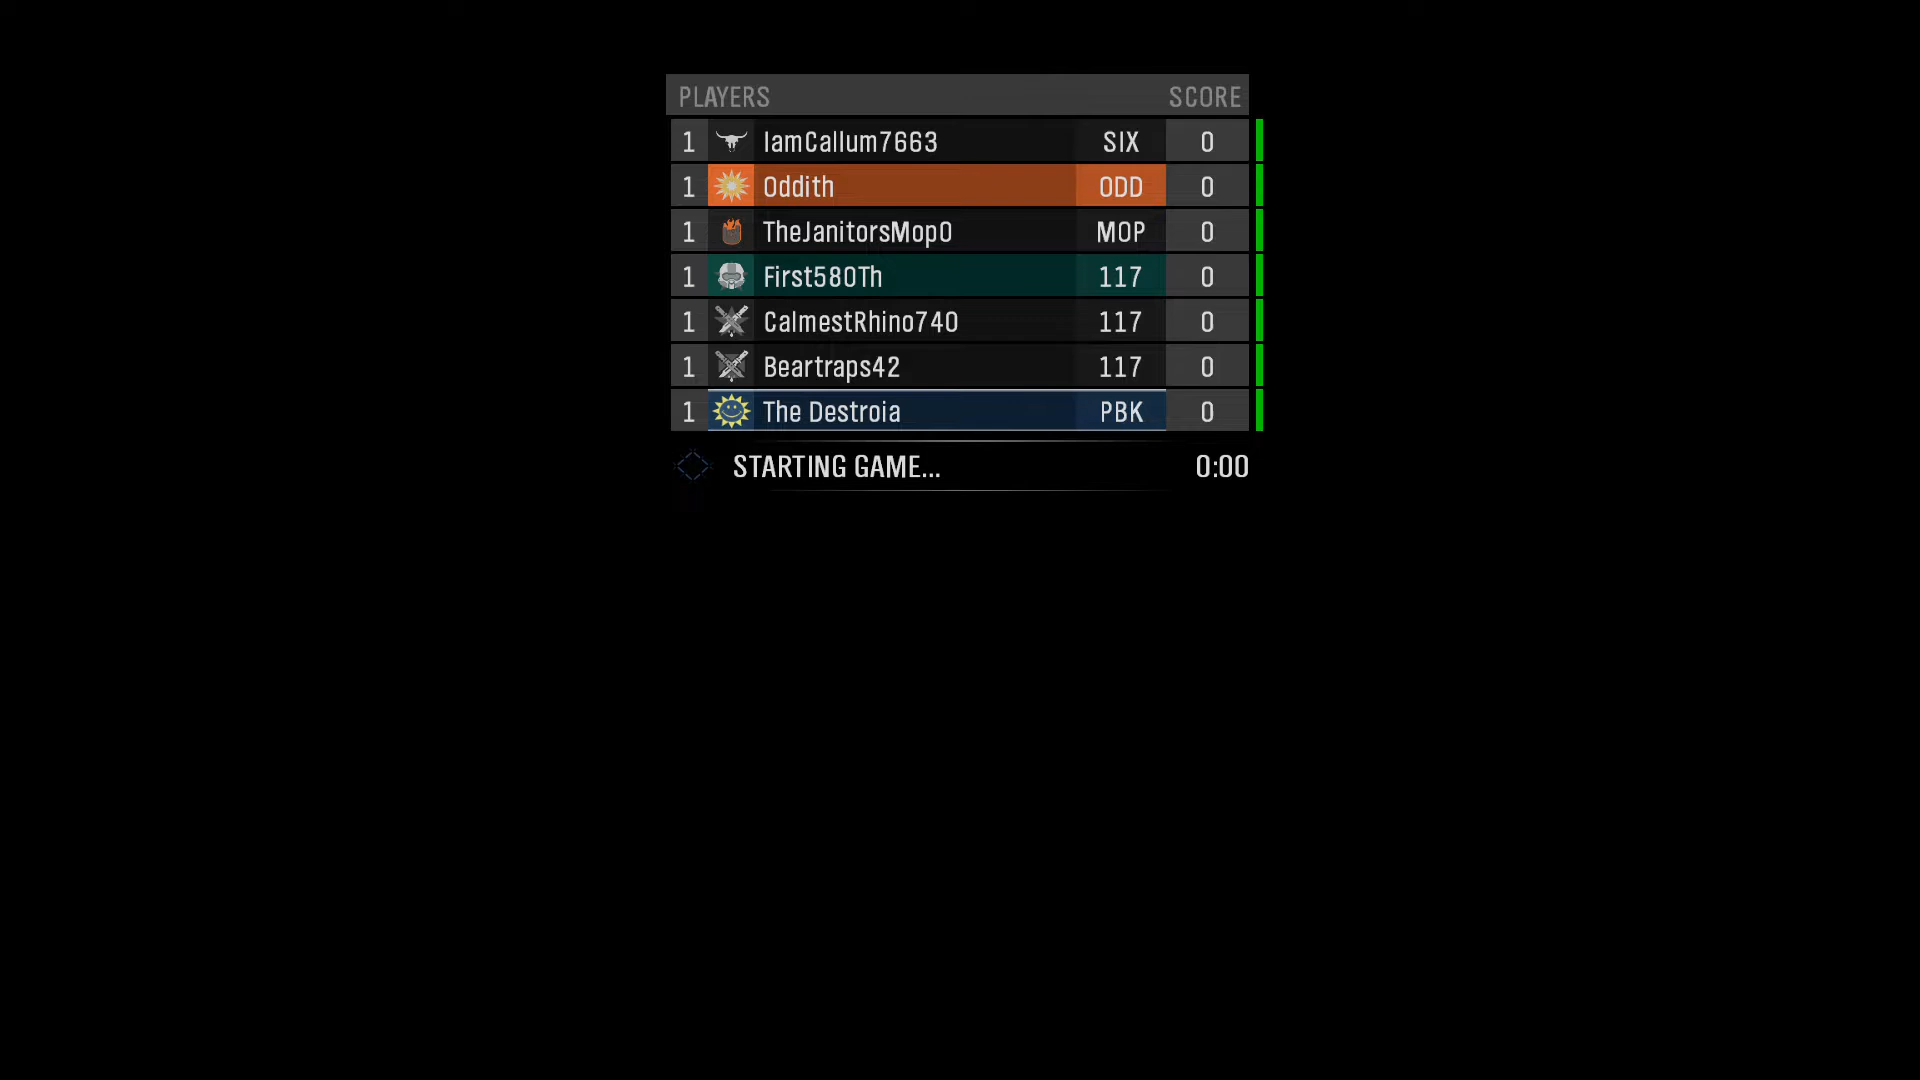 PLAYERS SCORE
1 IamCallum7663 SIX 0
1 Oddith ODD 0
1 TheJanitorsMop0 MOP 0
1 First580Th 117 0
1 CalmestRhino740 117 0
1 Beartraps42 117 0
1 The Destroia PBK 0
STARTING GAME... 0:00